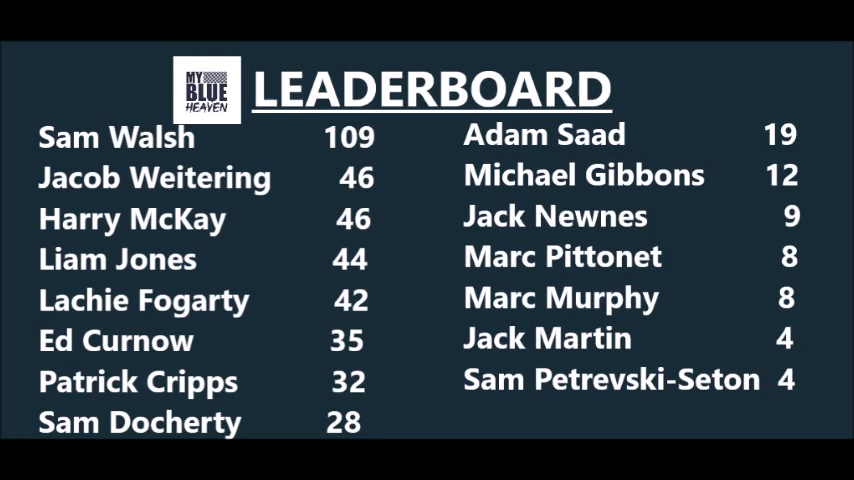 MY
BLUE
HEAVEN
LEADERBOARD
Sam Walsh 109
Jacob Weitering 46
Harry McKay 46
Liam Jones 44
Lachie Fogarty 42
Ed Curnow 35
Patrick Cripps 32
Sam Docherty 28
Adam Saad 19
Michael Gibbons 12
Jack Newnes 9
Marc Pittonet 8
Marc Murphy 8
Jack Martin 4
Sam Petrevski-Seton 4